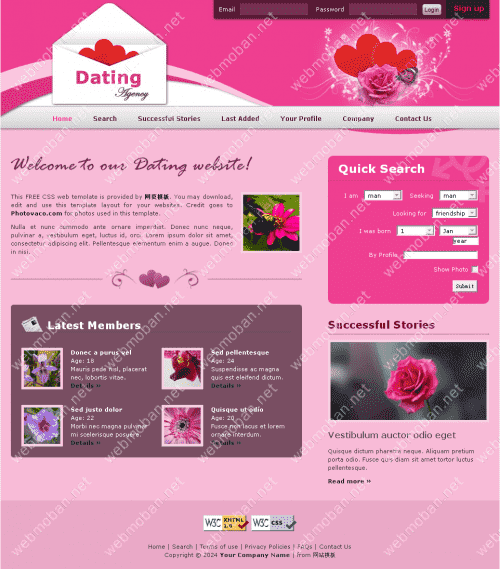 Email
Password
Login
Sign up
Dating
Agency
Home
Search
Successful Stories
Last Added
Your Profile
Company
Contact Us
Welcome to our Dating website!
This FREE CSS web template is provided by 网页模板. You may download,
edit and use this template layout for your websites. Credit goes to
Photovaco.com for photos used in this template.
Nulla et nunc commodo ante ornare imperdiet. Donec nunc neque,
pulvinar a, vestibulum eget, luctus id, orci. Lorem ipsum dolor sit amet,
consectetur adipiscing elit. Pellentesque elementum enim a augue. Donec
in nisi.
Quick Search
I am
man
Seeking
man
Looking for
friendship
I was born
1
Jan
year
By Profile
Show Photo
Submit
Latest Members
Donec a purus vel
Age: 18
Mauris pede nisl, placerat
nec, lobortis vitae.
Details »
Sed pellentesque
Age: 24
Suspendisse ac magna
quis est eleifend dictum.
Details »
Sed justo dolor
Age: 22
Morbi nec magna pulvinar
mi scelerisque posuere.
Details »
Quisque ut odio
Age: 20
Fusce non lacus et lorem
ornare interdum.
Details »
Successful Stories
Vestibulum auctor odio eget
Quisque dictum pharetra neque. Aliquam pretium
porta odio. Fusce quis diam sit amet tortor luctus
pellentesque.
Read more »
W3C XHTML 1.0
W3C CSS
Home | Search | Terms of use | Privacy Policies | FAQs | Contact Us
Copyright © 2024 Your Company Name | from 网站模板
webmoban.net